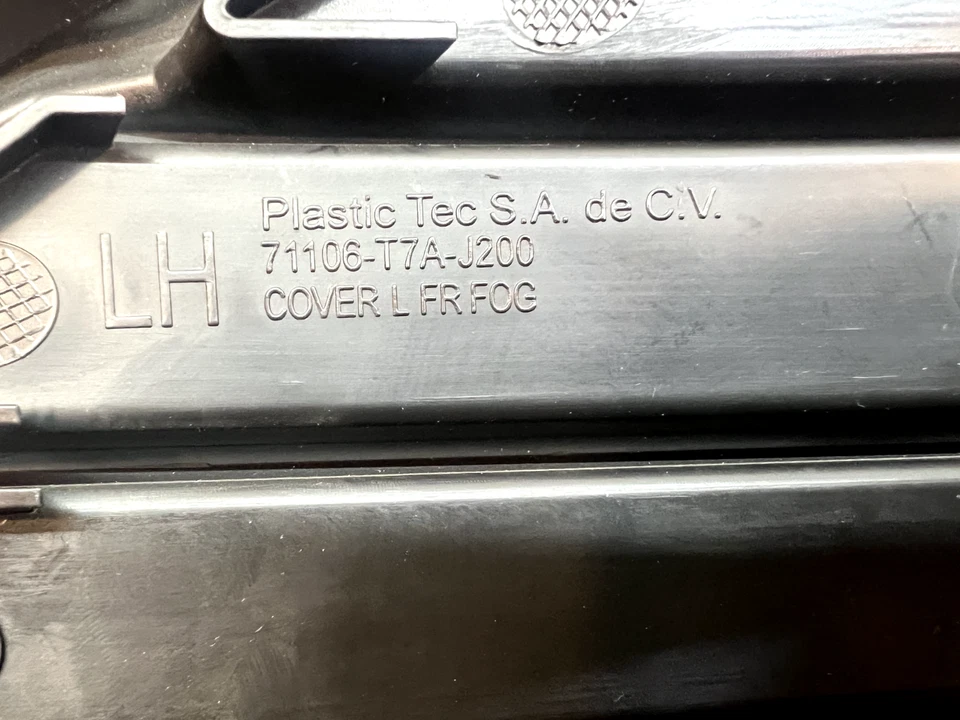 Plastic Tec S.A. de C.V.
LH
71106-T7A-J200
COVER L FR FOG